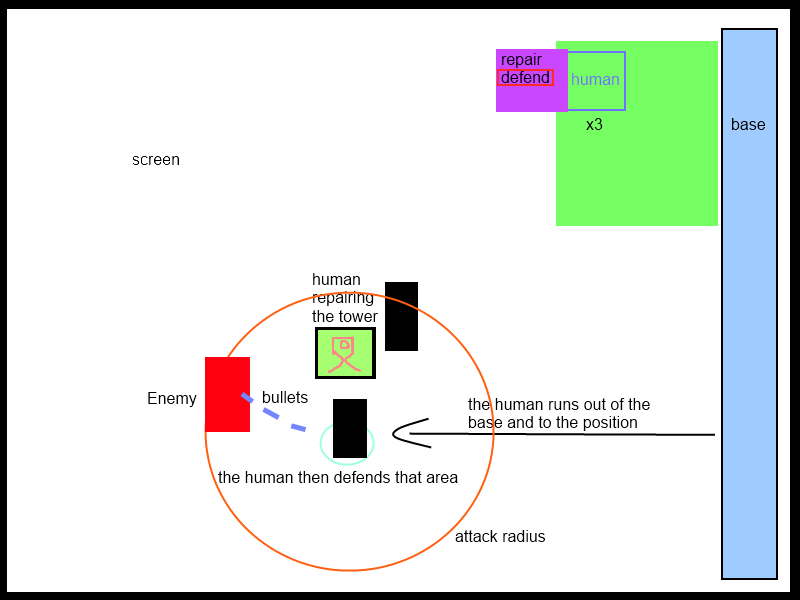 repair
defend
human
x3
base
screen
human
repairing
the tower
Enemy
bullets
the human runs out of the
base and to the position
the human then defends that area
attack radius